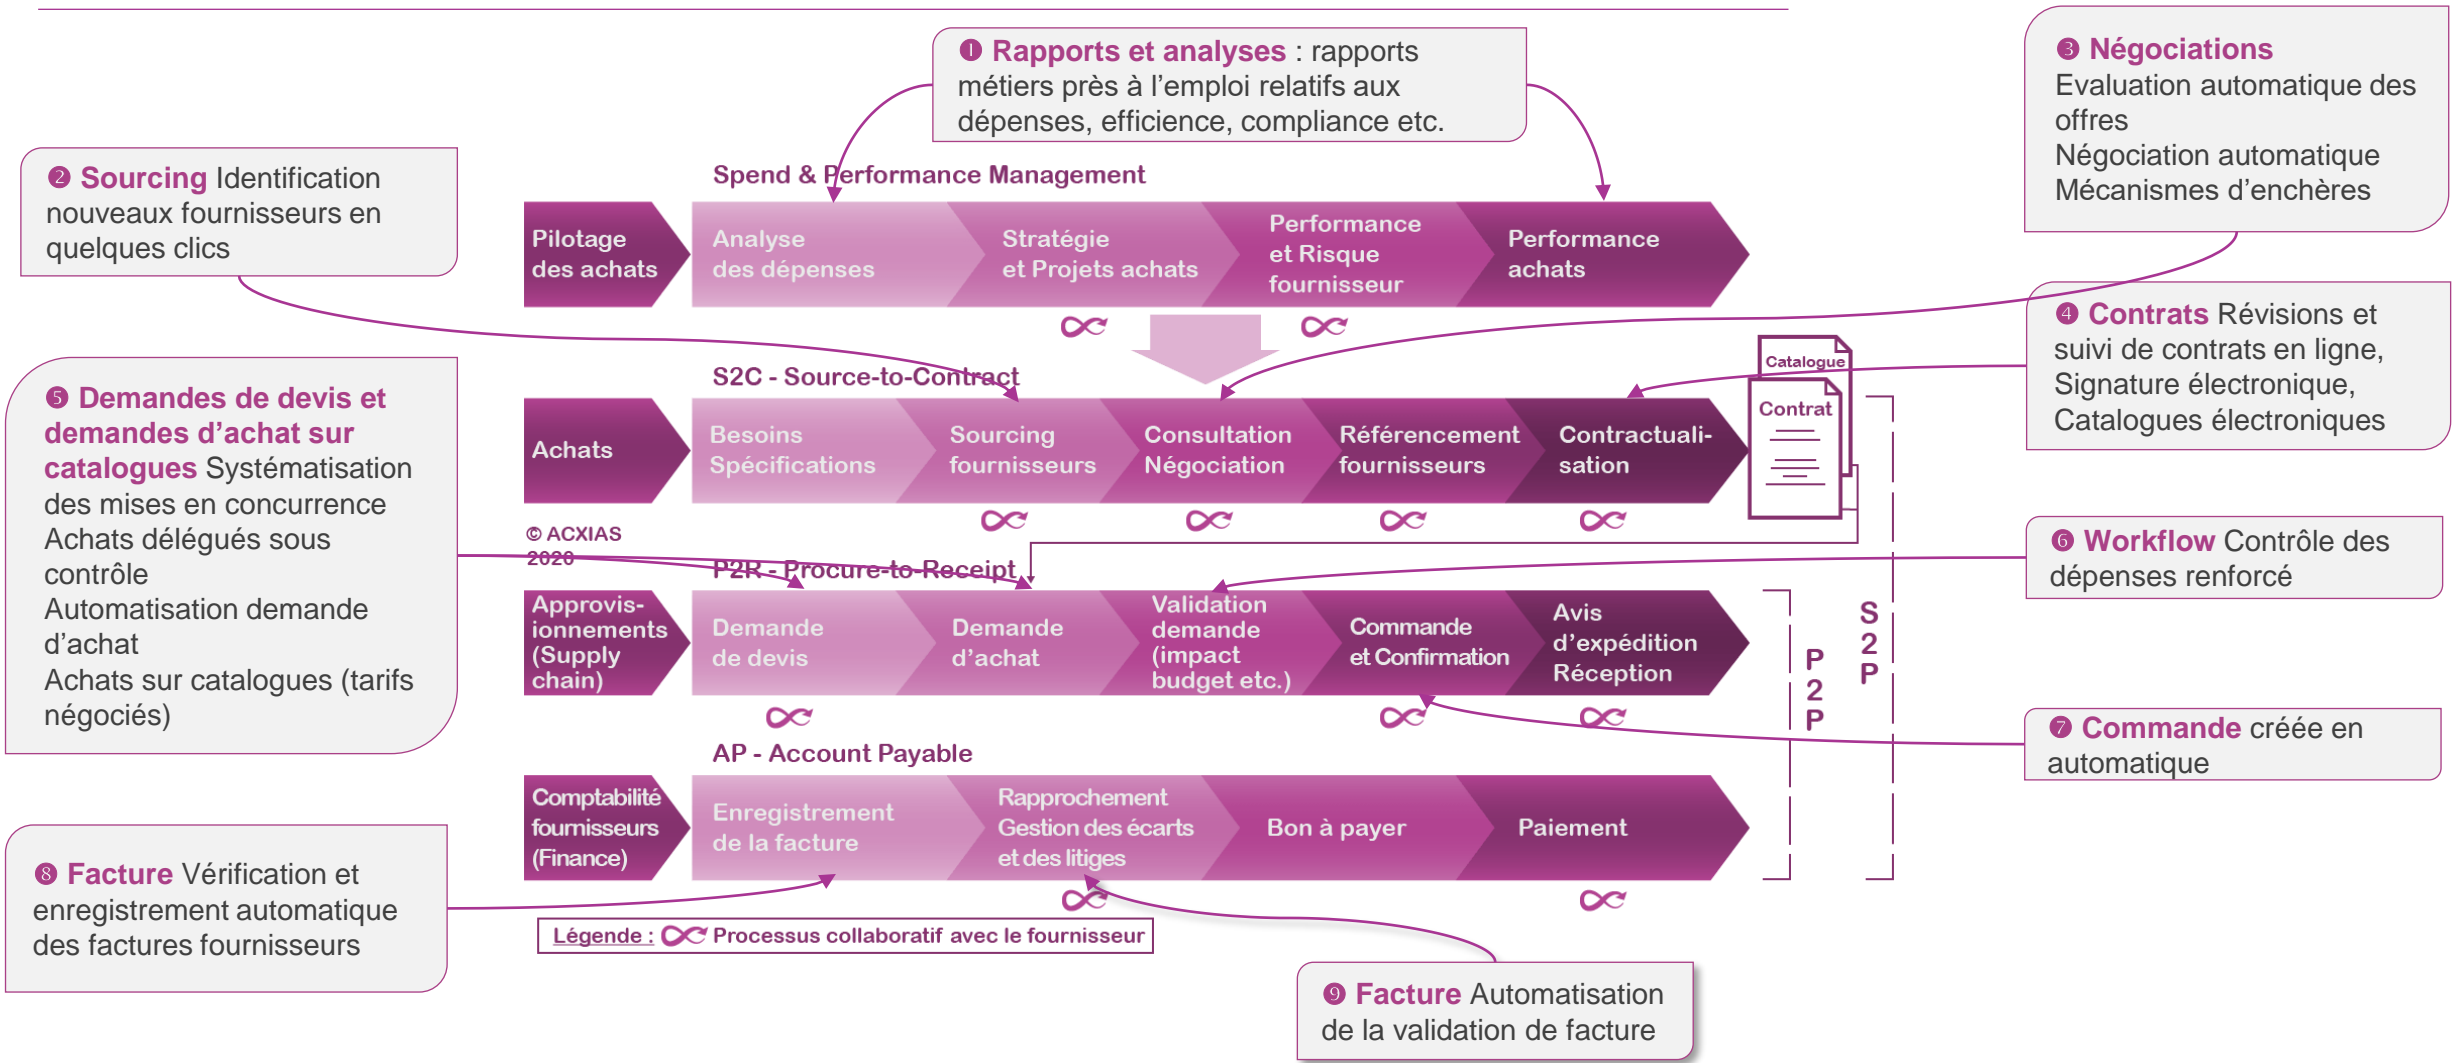 ❶ Rapports et analyses : rapports
métiers près à l’emploi relatifs aux
dépenses, efficience, compliance etc.
❸ Négociations
Evaluation automatique des
offres
Négociation automatique
Mécanismes d’enchères
❷ Sourcing Identification
nouveaux fournisseurs en
quelques clics
Spend & Performance Management
Pilotage
des achats
Analyse
des dépenses
Stratégie
et Projets achats
Performance
et Risque
fournisseur
Performance
achats
❹ Contrats Révisions et
suivi de contrats en ligne,
Signature électronique,
Catalogues électroniques
S2C - Source-to-Contract
Achats
Besoins
Spécifications
Sourcing
fournisseurs
Consultation
Négociation
Référencement
fournisseurs
Contractuali-
sation
Catalogue
Contrat
❺ Demandes de devis et
demandes d’achat sur
catalogues Systématisation
des mises en concurrence
Achats délégués sous
contrôle
Automatisation demande
d’achat
Achats sur catalogues (tarifs
négociés)
© ACXIAS
2020
P2R - Procure-to-Receipt
Approvis-
ionnements
(Supply
chain)
Demande
de devis
Demande
d’achat
Validation
demande
(impact
budget etc.)
Commande
et Confirmation
Avis
d’expédition
Réception
❻ Workflow Contrôle des
dépenses renforcé
P
2
P
S
2
P
❼ Commande créée en
automatique
AP - Account Payable
Comptabilité
fournisseurs
(Finance)
Enregistrement
de la facture
Rapprochement
Gestion des écarts
et des litiges
Bon à payer
Paiement
❽ Facture Vérification et
enregistrement automatique
des factures fournisseurs
Légende : Processus collaboratif avec le fournisseur
❾ Facture Automatisation
de la validation de facture